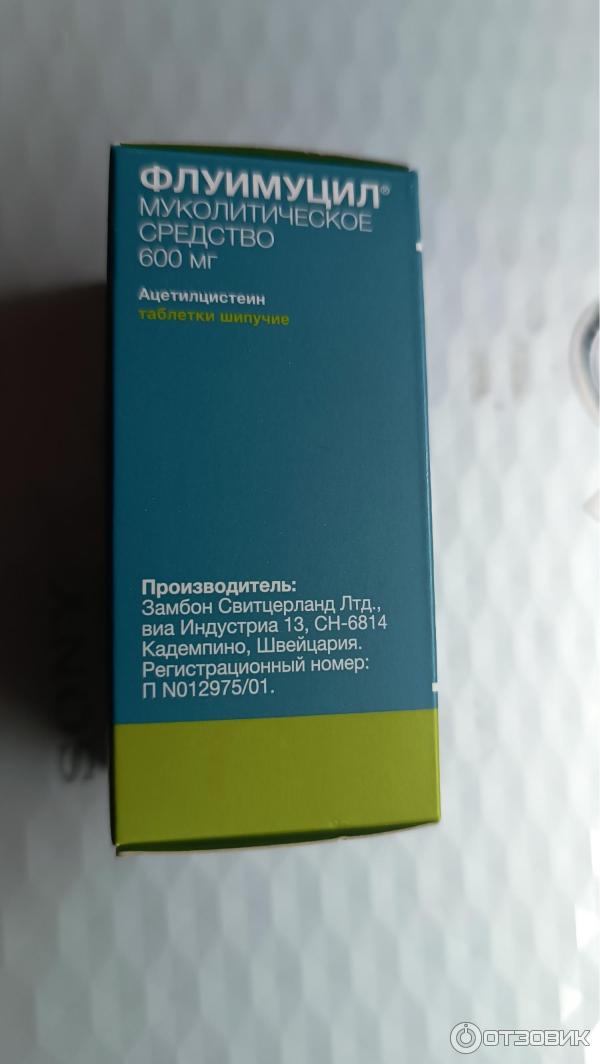 ФЛУИМУЦИЛ®
МУКОЛИТИЧЕСКОЕ
СРЕДСТВО
600 МГ
Ацетилцистеин
таблетки шипучие
Производитель:
Замбон Свитцерланд Лтд.,
виа Индустриа 13, CH-6814
Кадемпино, Швейцария.
Регистрационный номер:
П N012975/01.
SONY
ОТЗОВИК